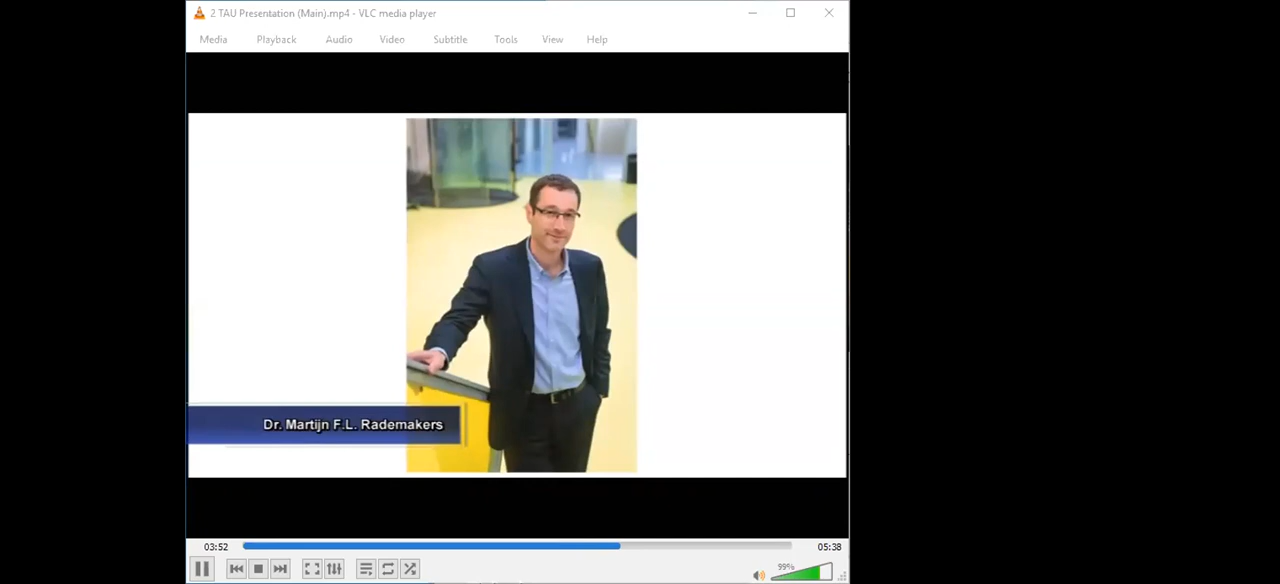 2 TAU Presentation (Main).mp4 - VLC media player
Media Playback Audio Video Subtitle Tools View Help
Dr. Martijn F.L. Rademakers
03:52 05:38
99%